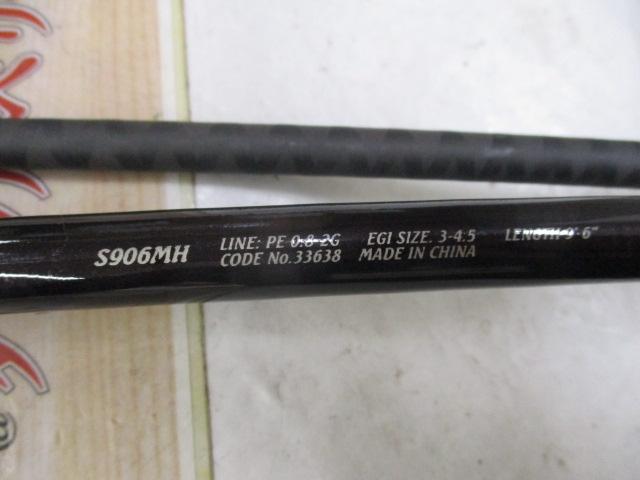 S906MH
LINE: PE 0.8-2G EGI SIZE. 3-4.5 LENGTH 9'-6"
CODE No.33638 MADE IN CHINA